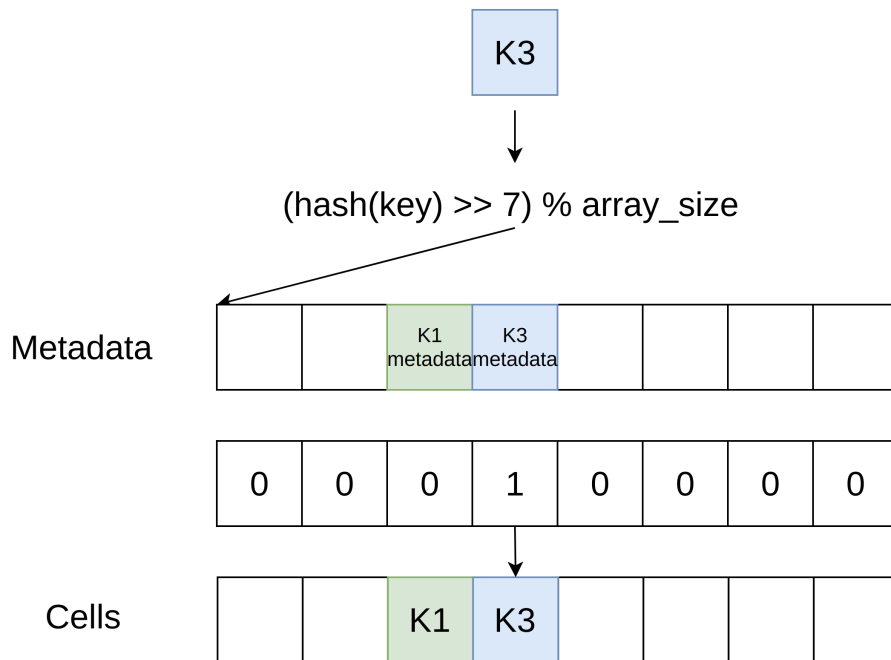 K3
(hash(key) >> 7) % array_size
Metadata
K1 metadata
K3 metadata
0 0 0 1 0 0 0 0
Cells
K1
K3